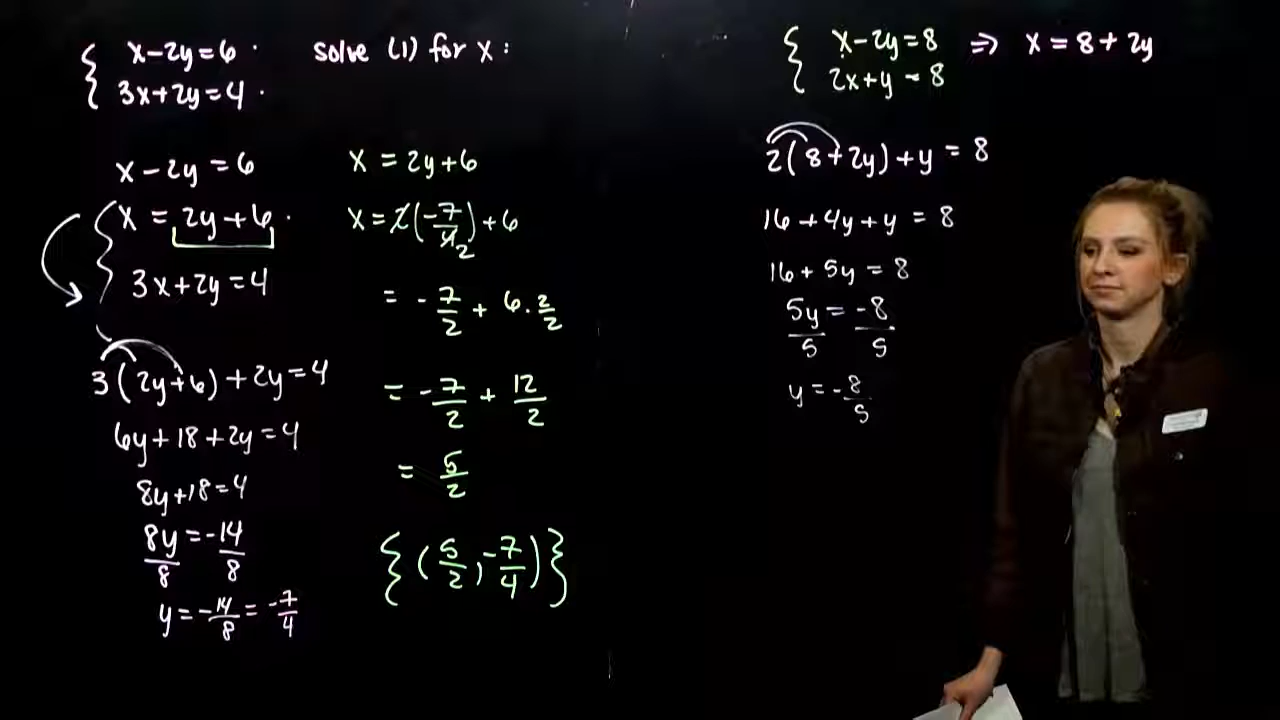 x-2y=6
3x+2y=4
solve (1) for x:
x-2y=6
x = 2y+6
3x+2y=4
3(2y+6)+2y=4
6y+18+2y=4
8y+18=4
8y/8 = -14/8
y = -14/8 = -7/4
x = 2y+6
x = 2(-7/4 2)+6
= -7/2 + 6·2/2
= -7/2 + 12/2
= 5/2
{(5/2, -7/4)}
x-2y=8 ⇒ x = 8+2y
2x+y = 8
2(8+2y)+y = 8
16+4y+y = 8
16+5y = 8
5y/5 = -8/5
y = -8/5